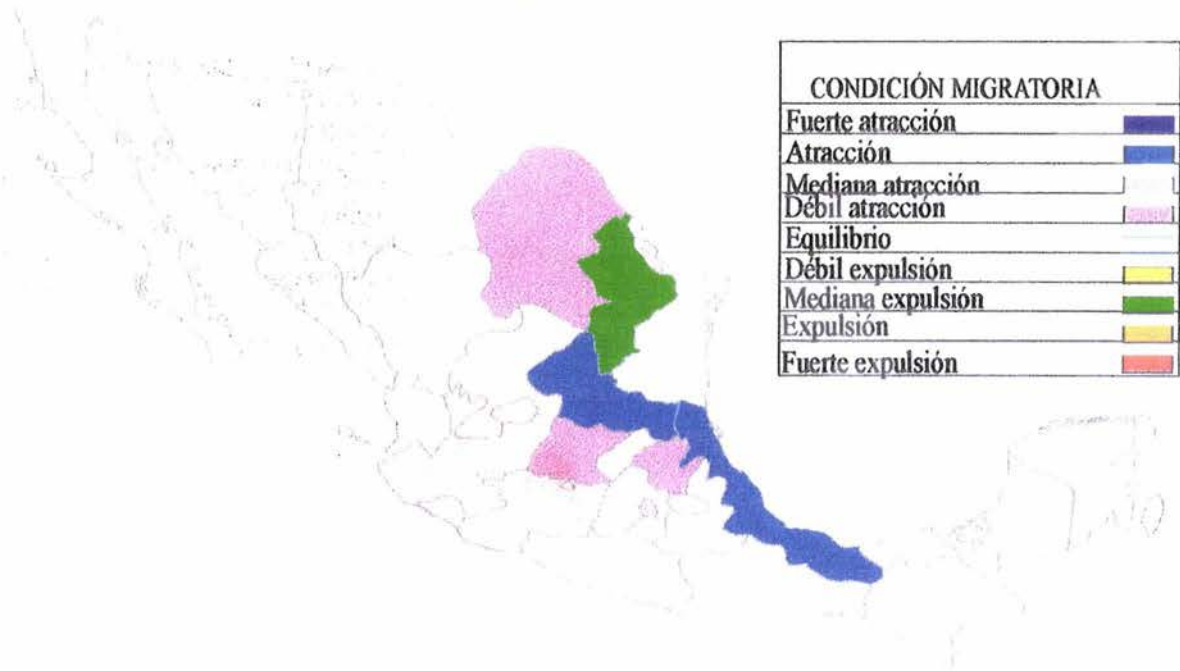 CONDICIÓN MIGRATORIA
Fuerte atracción
Atracción
Mediana atracción
Débil atracción
Equilibrio
Débil expulsión
Mediana expulsión
Expulsión
Fuerte expulsión